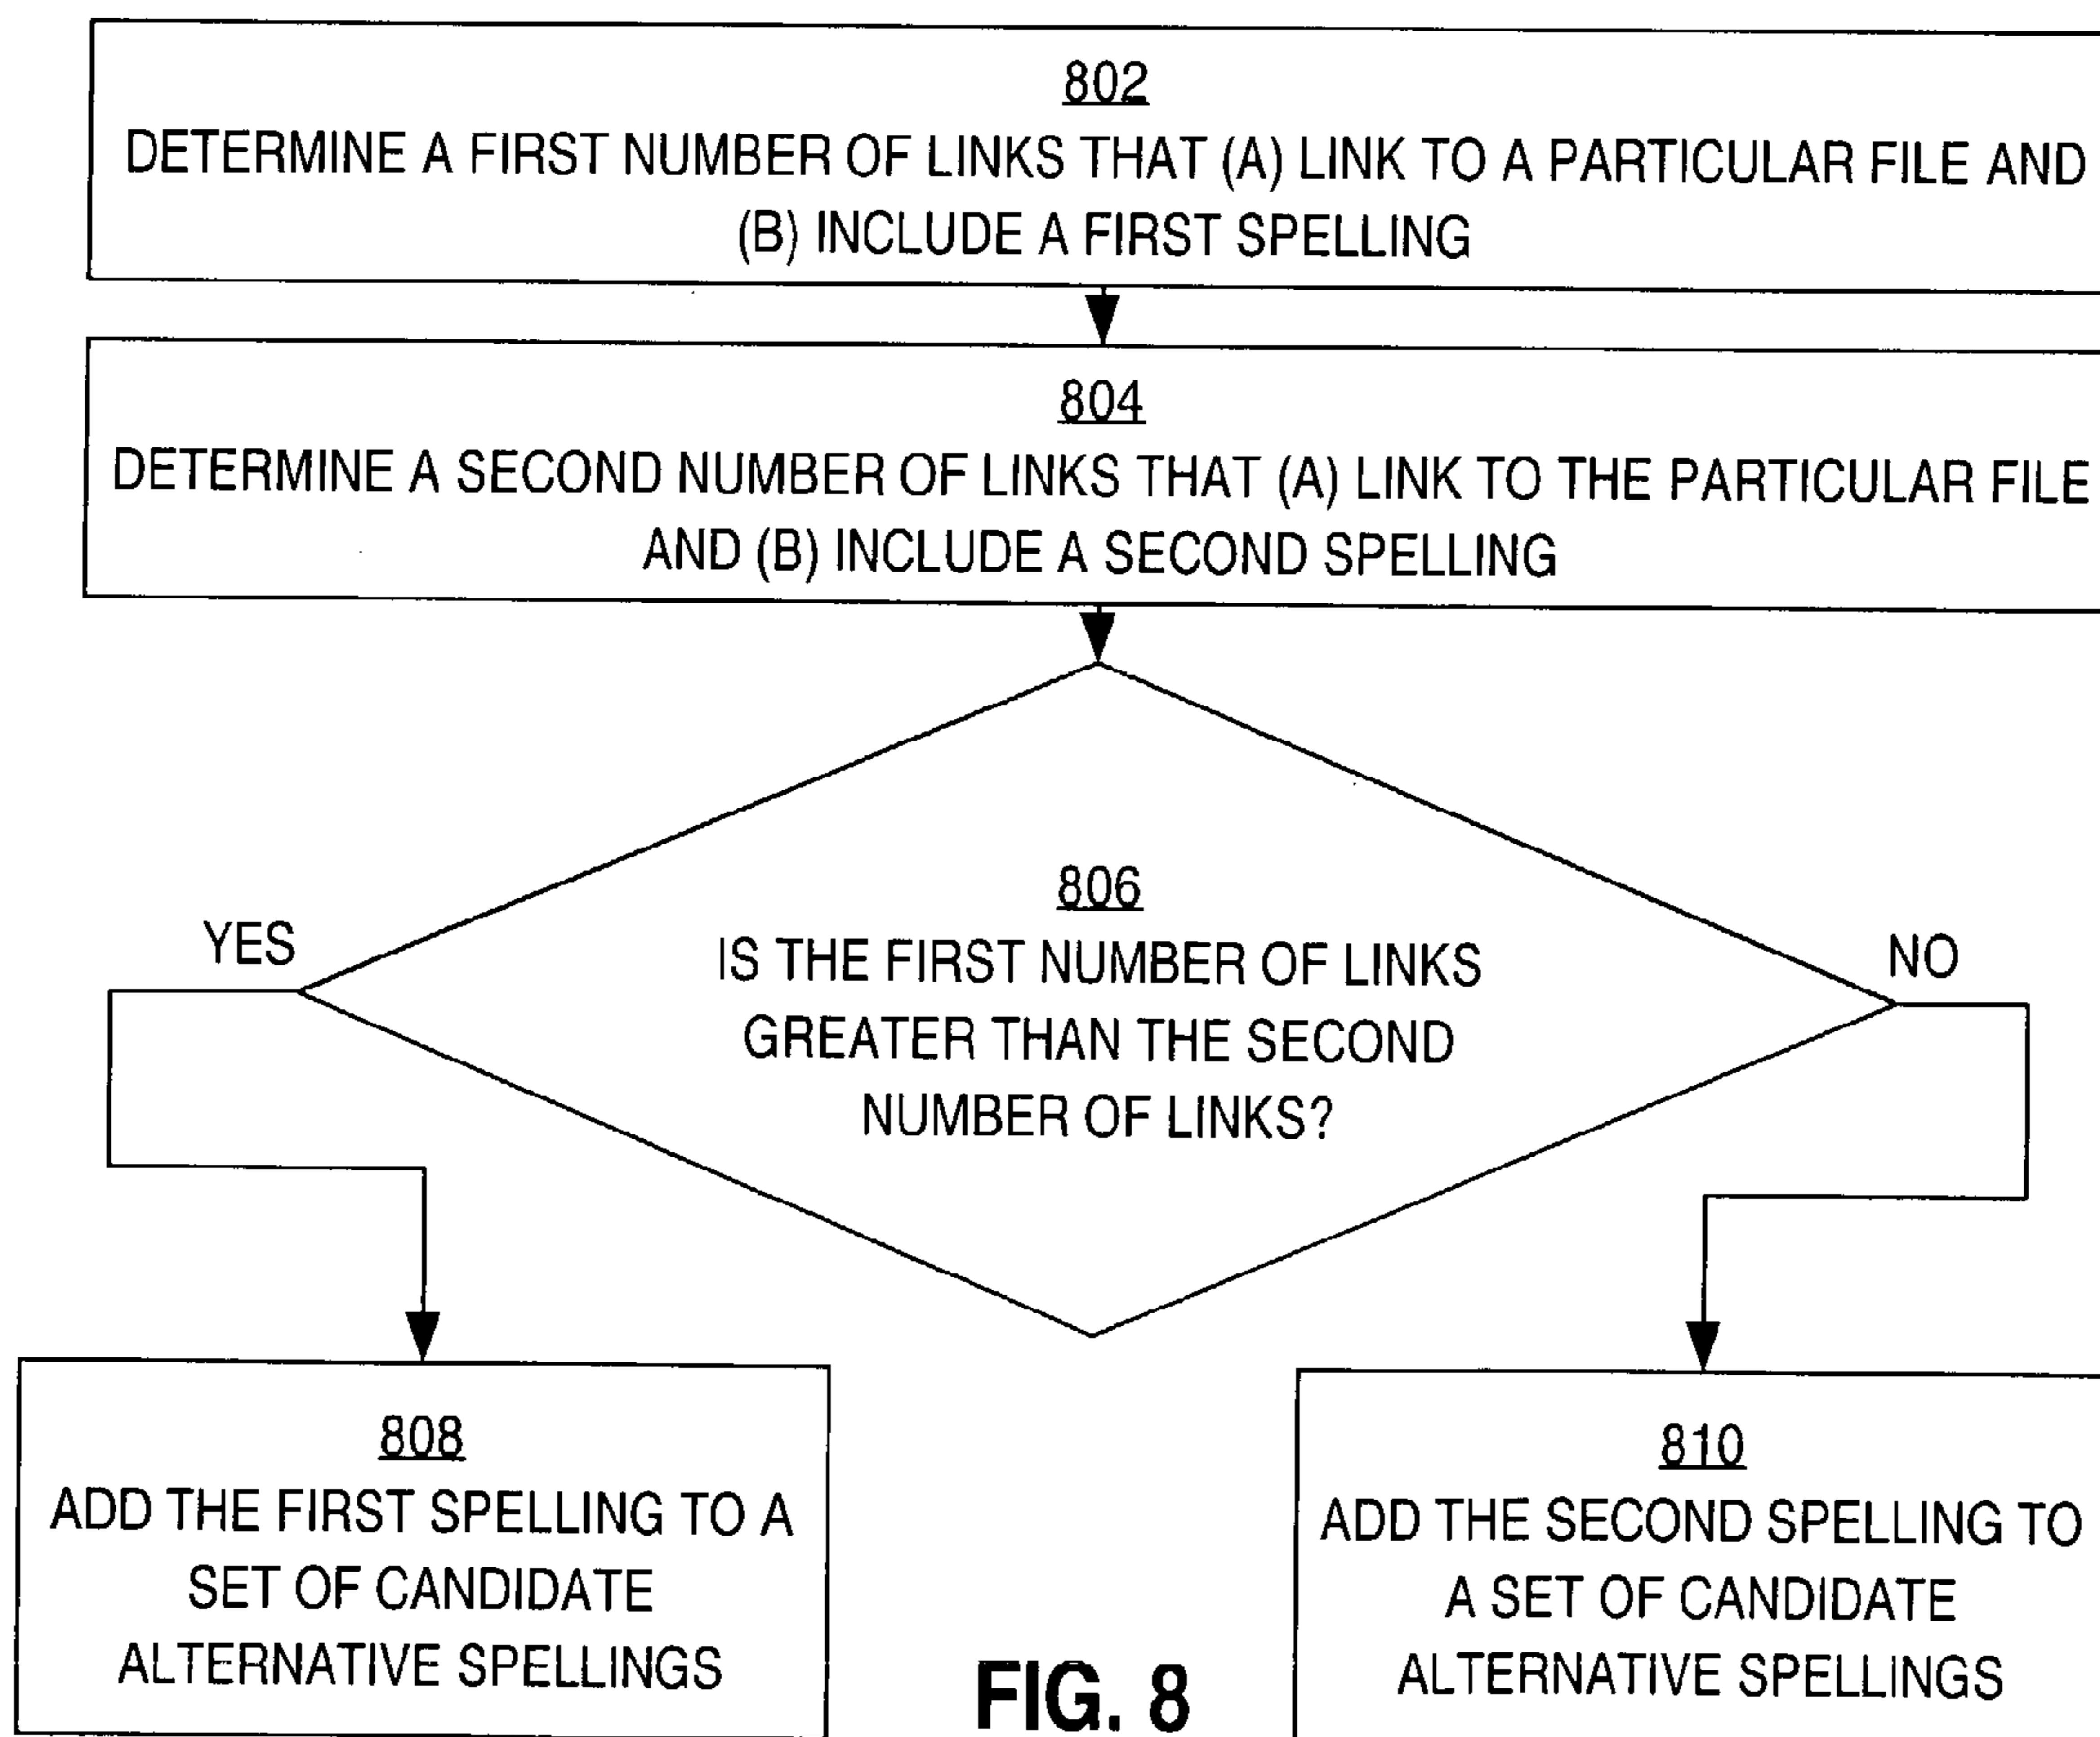 802
DETERMINE A FIRST NUMBER OF LINKS THAT (A) LINK TO A PARTICULAR FILE AND
(B) INCLUDE A FIRST SPELLING
804
DETERMINE A SECOND NUMBER OF LINKS THAT (A) LINK TO THE PARTICULAR FILE
AND (B) INCLUDE A SECOND SPELLING
806
IS THE FIRST NUMBER OF LINKS
GREATER THAN THE SECOND
NUMBER OF LINKS?
YES
NO
808
ADD THE FIRST SPELLING TO A
SET OF CANDIDATE
ALTERNATIVE SPELLINGS
810
ADD THE SECOND SPELLING TO
A SET OF CANDIDATE
ALTERNATIVE SPELLINGS
FIG. 8